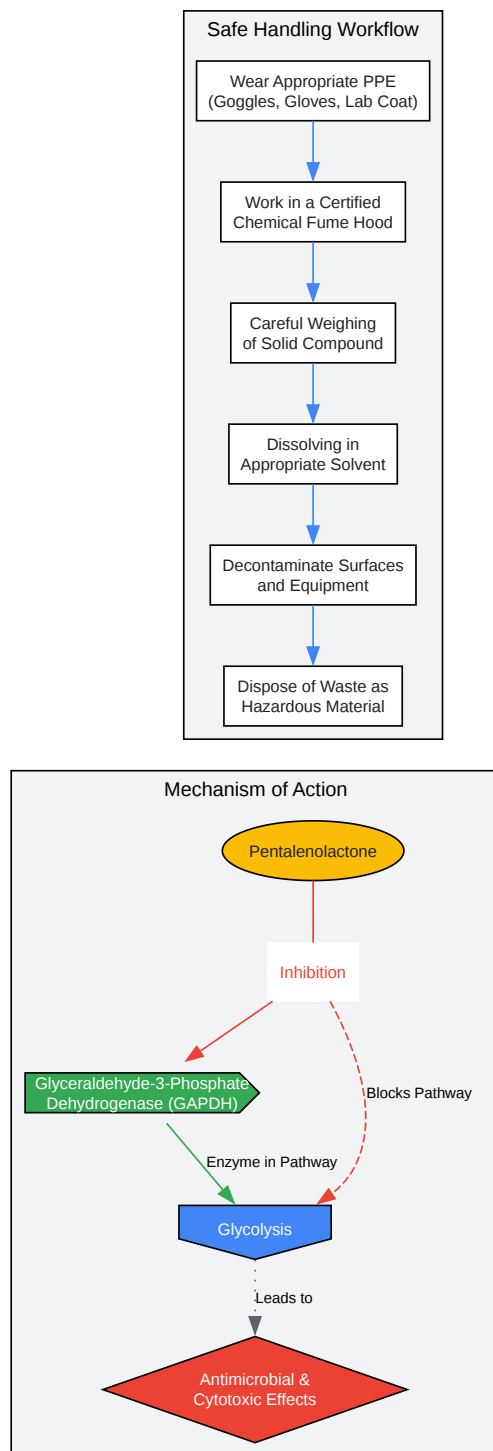 Safe Handling Workflow
Wear Appropriate PPE
(Goggles, Gloves, Lab Coat)
Work in a Certified
Chemical Fume Hood
Careful Weighing
of Solid Compound
Dissolving in
Appropriate Solvent
Decontaminate Surfaces
and Equipment
Dispose of Waste as
Hazardous Material
Mechanism of Action
Pentalenolactone
Inhibition
Glyceraldehyde-3-Phosphate
Dehydrogenase (GAPDH)
Blocks Pathway
Enzyme in Pathway
Glycolysis
Leads to
Antimicrobial &
Cytotoxic Effects